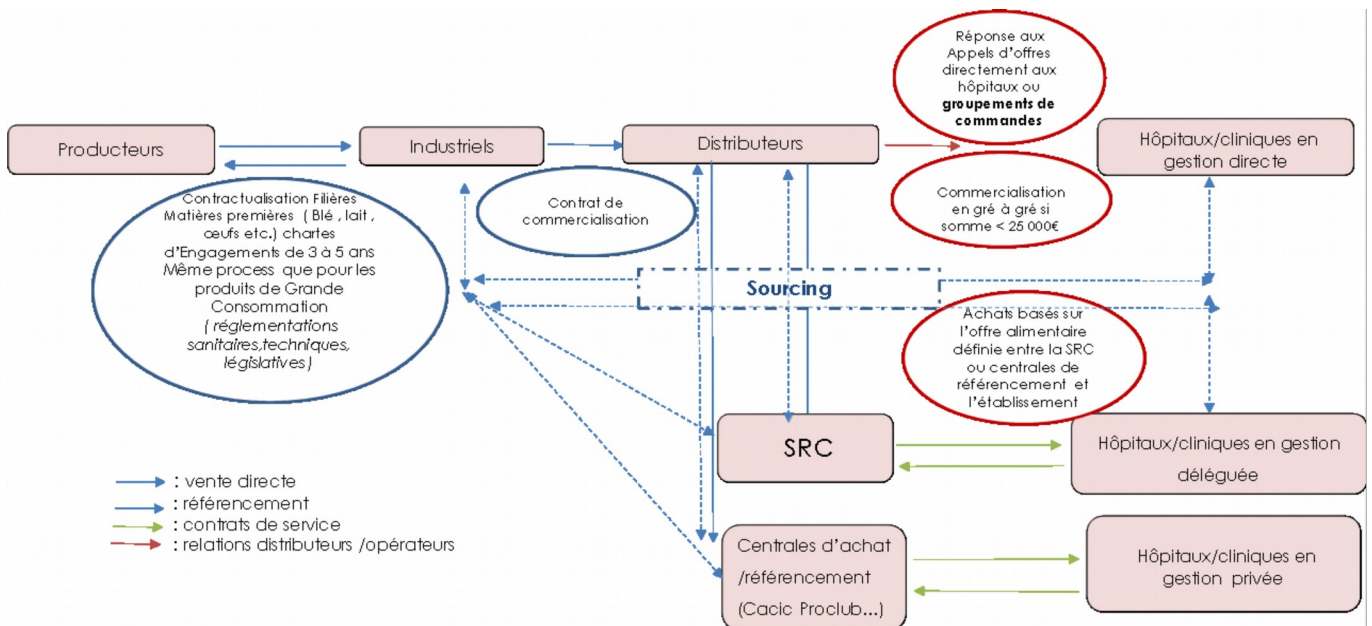 Réponse aux
Appels d'offres
directement aux
hôpitaux ou
groupements de
commandes
Producteurs
Industriels
Distributeurs
Hôpitaux/cliniques en
gestion directe
Contractualisation Filières
Matières premières ( Blé , lait ,
œufs etc.) chartes
d'Engagements de 3 à 5 ans
Même process que pour les
produits de Grande
Consommation
( réglementations
sanitaires,techniques,
législatives)
Contrat de
commercialisation
Commercialisation
en gré à gré si
somme < 25 000€
Sourcing
Achats basés sur
l'offre alimentaire
définie entre la SRC
ou centrales de
référencement et
l'établissement
SRC
Hôpitaux/cliniques en gestion
déléguée
: vente directe
: référencement
: contrats de service
: relations distributeurs /opérateurs
Centrales d'achat
/référencement
(Cacic Proclub...)
Hôpitaux/cliniques en
gestion privée